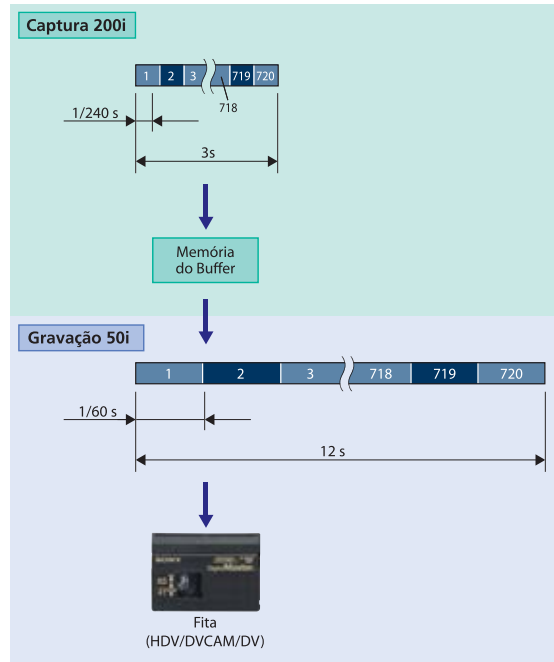 Captura 200i
1 2 3 719 720
718
1/240 s
3s
Memória
do Buffer
Gravação 50i
1 2 3 718 719 720
1/60 s
12 s
SONY
Fita
(HDV/DVCAM/DV)